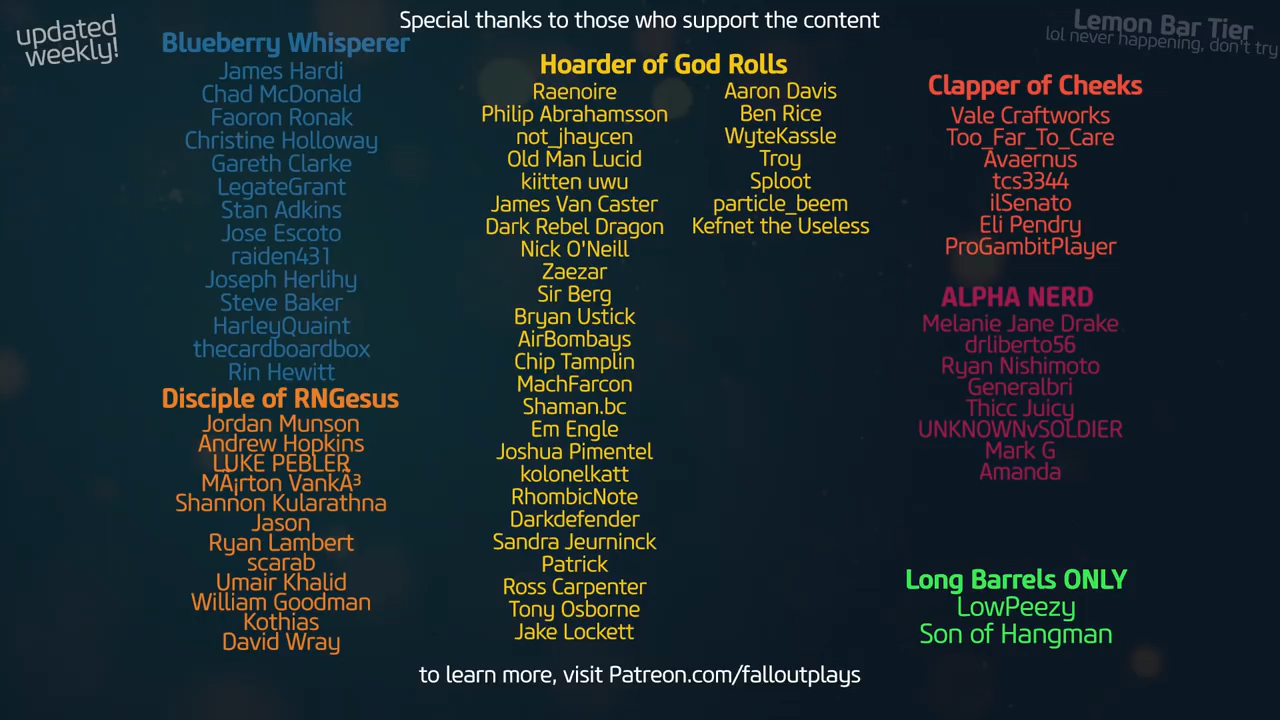 updated
weekly!
Special thanks to those who support the content
Lemon Bar Tier
lol never happening, don't try
Blueberry Whisperer
James Hardi
Chad McDonald
Faoron Ronak
Christine Holloway
Gareth Clarke
LegateGrant
Stan Adkins
Jose Escoto
raiden431
Joseph Herlihy
Steve Baker
HarleyQuaint
thecardboardbox
Rin Hewitt
Disciple of RNGesus
Jordan Munson
Andrew Hopkins
LUKE PEBLER
MÃ¡rton VankÃ³
Shannon Kularathna
Jason
Ryan Lambert
scarab
Umair Khalid
William Goodman
Kothias
David Wray
Hoarder of God Rolls
Raenoire
Philip Abrahamsson
not_jhaycen
Old Man Lucid
kiitten uwu
James Van Caster
Dark Rebel Dragon
Nick O'Neill
Zaezar
Sir Berg
Bryan Ustick
AirBombays
Chip Tamplin
MachFarcon
Shaman.bc
Em Engle
Joshua Pimentel
kolonelkatt
RhombicNote
Darkdefender
Sandra Jeurninck
Patrick
Ross Carpenter
Tony Osborne
Jake Lockett
Aaron Davis
Ben Rice
WyteKassle
Troy
Sploot
particle_beem
Kefnet the Useless
Clapper of Cheeks
Vale Craftworks
Too_Far_To_Care
Avaernus
tcs3344
ilSenato
Eli Pendry
ProGambitPlayer
ALPHA NERD
Melanie Jane Drake
drliberto56
Ryan Nishimoto
Generalbri
Thicc Juicy
UNKNOWNvSOLDIER
Mark G
Amanda
Long Barrels ONLY
LowPeezy
Son of Hangman
to learn more, visit Patreon.com/falloutplays